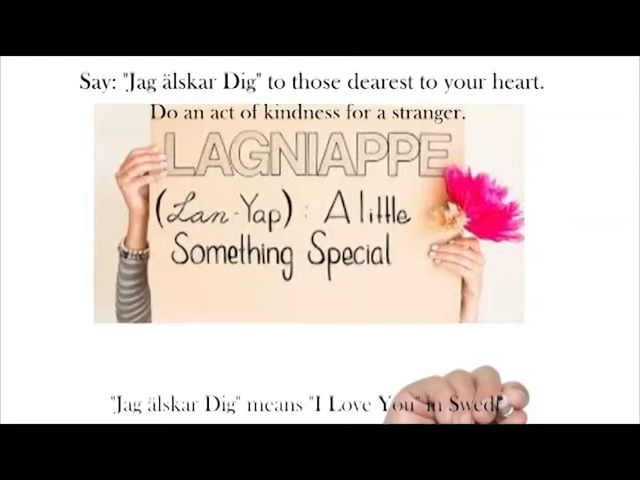 Say: "Jag älskar Dig" to those dearest to your heart.
Do an act of kindness for a stranger.
LAGNIAPPE
(Lan-Yap) : A little
Something Special
"Jag älskar Dig" means "I Love You" in